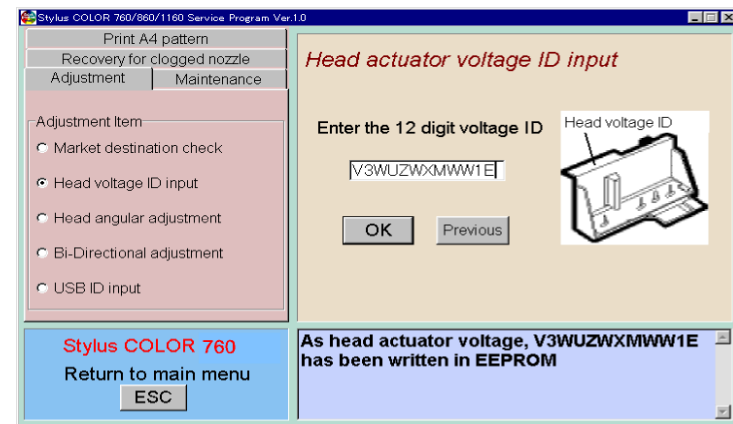 Stylus COLOR 760/860/1160 Service Program Ver.1.0
Print A4 pattern
Recovery for clogged nozzle
Adjustment
Maintenance
Adjustment Item
Market destination check
Head voltage ID input
Head angular adjustment
Bi-Directional adjustment
USB ID input
Head actuator voltage ID input
Enter the 12 digit voltage ID
V3WUZWXMWW1E
OK
Previous
Head voltage ID
Stylus COLOR 760
Return to main menu
ESC
As head actuator voltage, V3WUZWXMWW1E
has been written in EEPROM